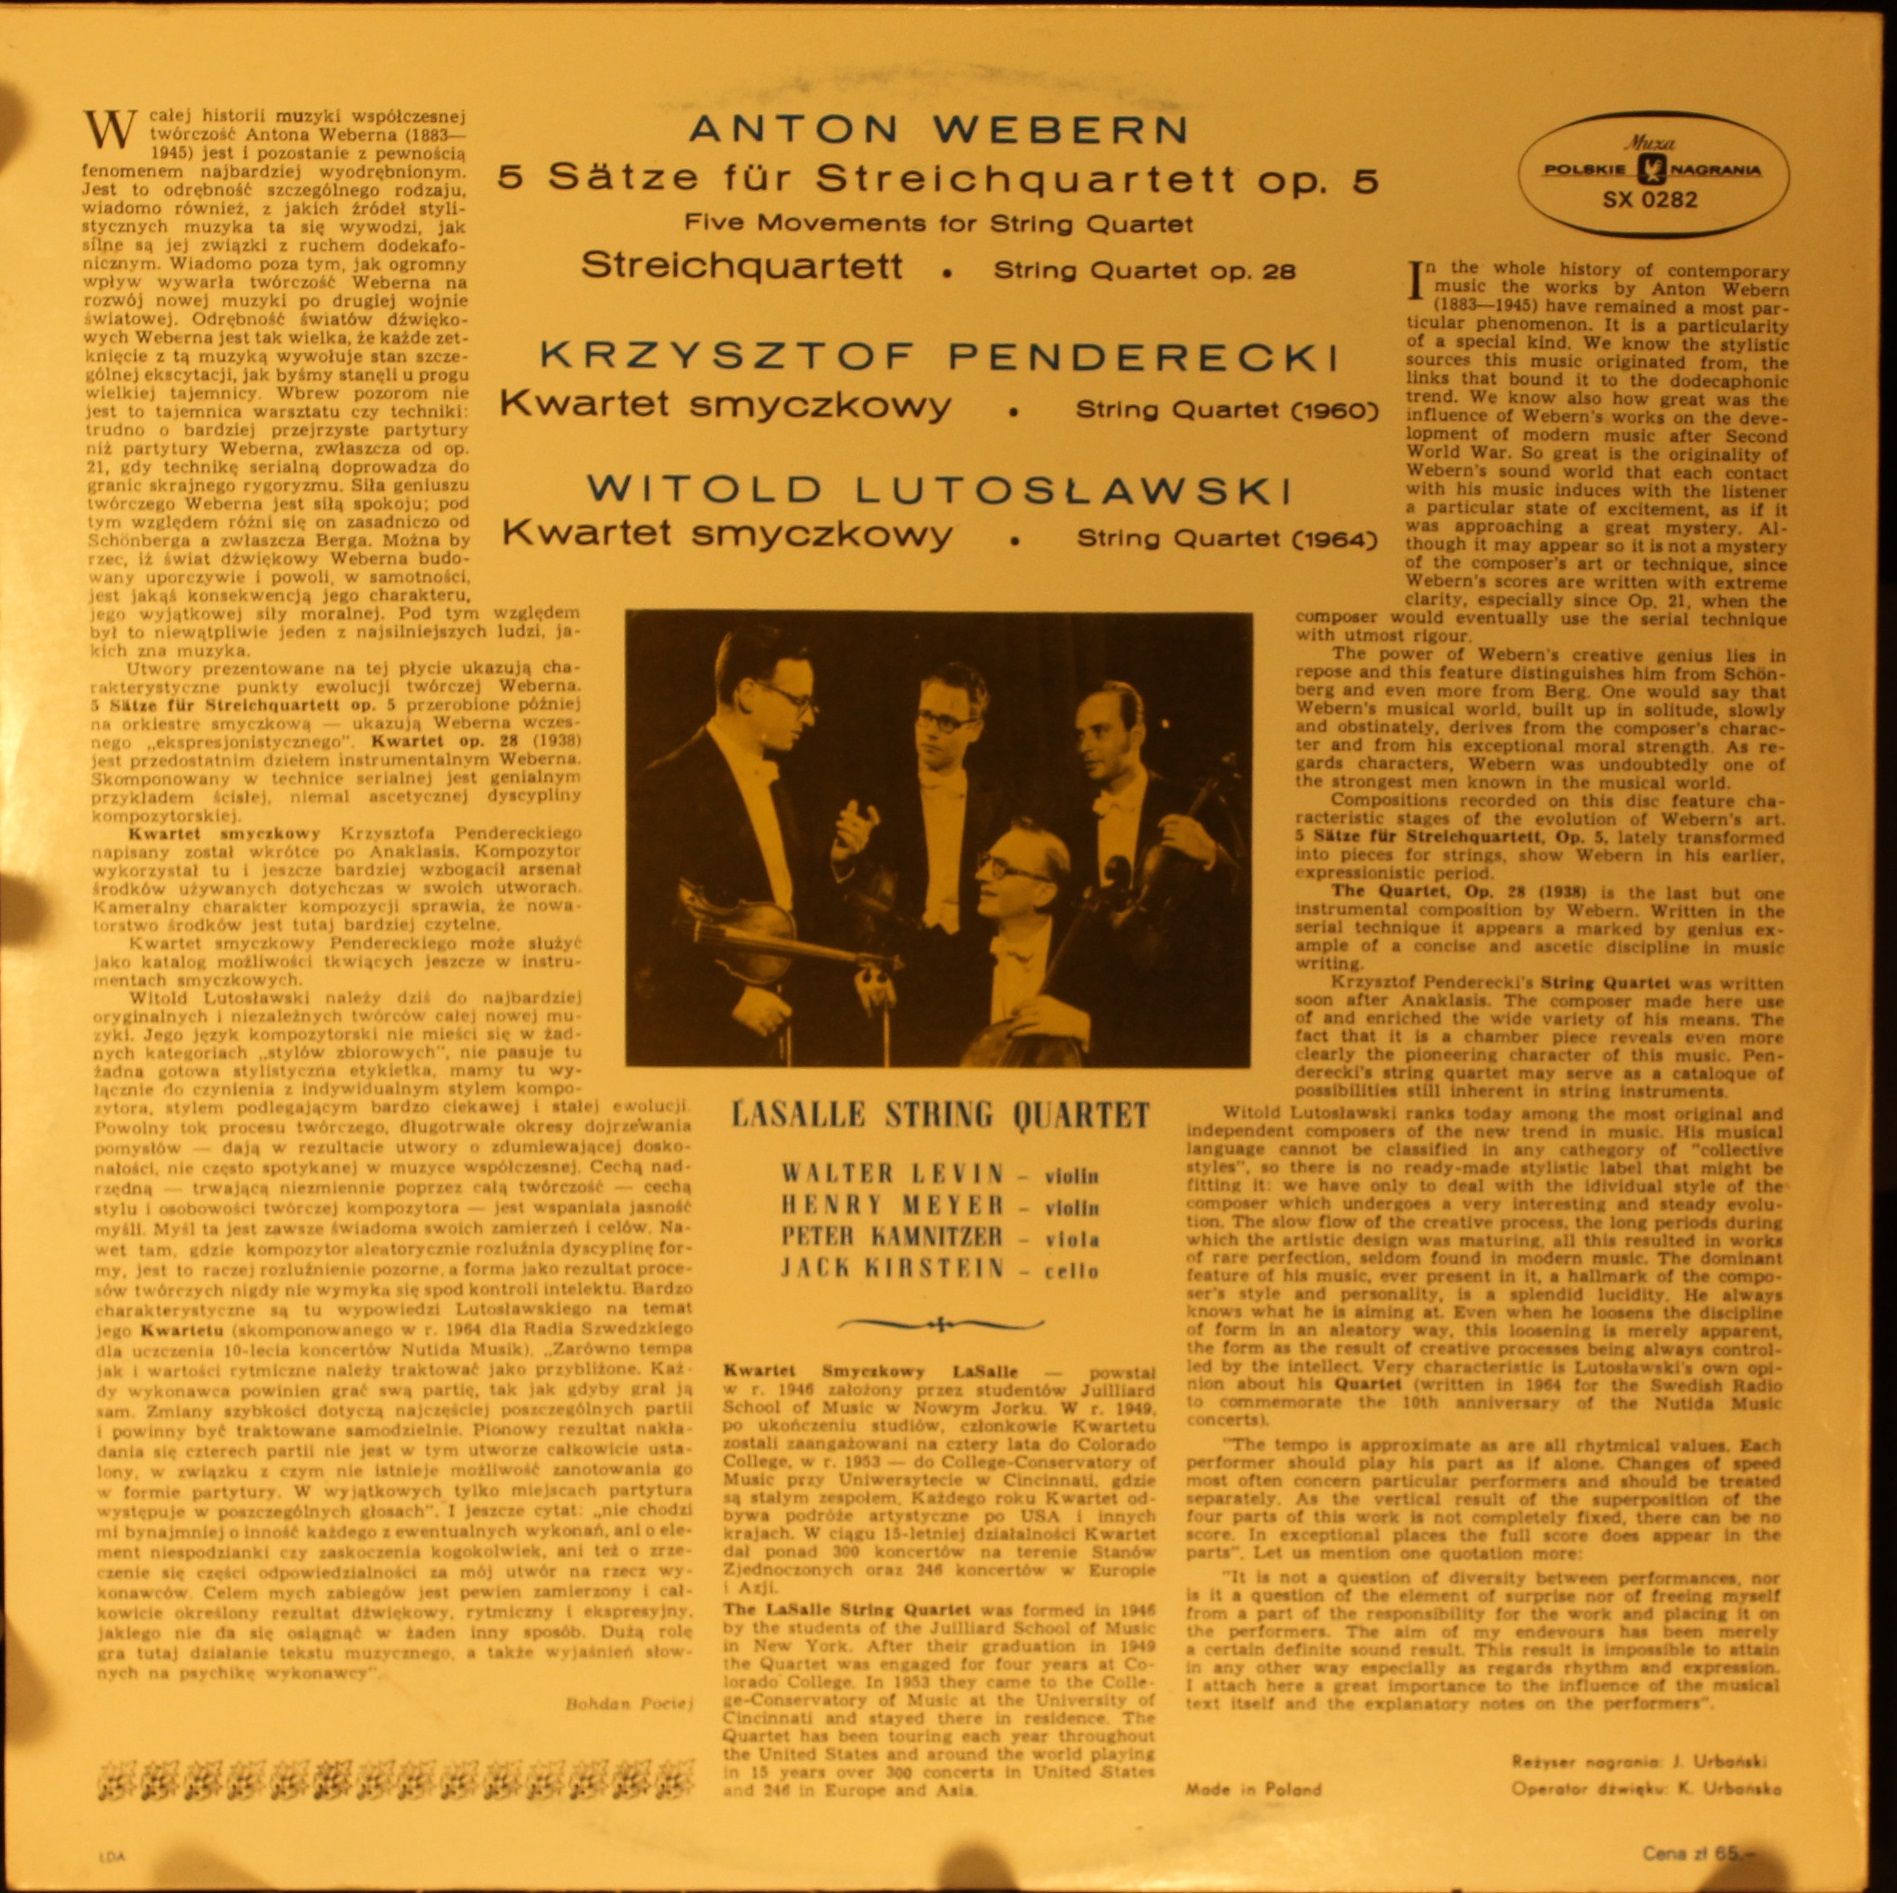 W całej historii muzyki współczesnej
twórczość Antona Weberna (1883—
1945) jest i pozostanie z pewnością
fenomenem najbardziej wyodrębnionym.
Jest to odrębność szczególnego rodzaju,
wiadomo również, z jakich źródeł styli-
stycznych muzyka ta się wywodzi, jak
silne są jej związki z ruchem dodekafo-
nicznym. Wiadomo poza tym, jak ogromny
wpływ wywarła twórczość Weberna na
rozwój nowej muzyki po drugiej wojnie
światowej. Odrębność światów dźwięko-
wych Weberna jest tak wielka, że każde zet-
knięcie z tą muzyką wywołuje stan szcze-
gólnej ekscytacji, jak byśmy stanęli u progu
wielkiej tajemnicy. Wbrew pozorom nie
jest to tajemnica warsztatu czy techniki:
trudno o bardziej przejrzyste partytury
niż partytury Weberna, zwłaszcza od op.
21, gdy technikę serialną doprowadza do
granic skrajnego rygoryzmu. Siła geniuszu
twórczego Weberna jest siłą spokoju; pod
tym względem różni się on zasadniczo od
Schönberga a zwłaszcza Berga. Można by
rzec, iż świat dźwiękowy Weberna budo-
wany uporczywie i powoli, w samotności,
jest jakąś konsekwencją jego charakteru,
jego wyjątkowej siły moralnej. Pod tym względem
był to niewątpliwie jeden z najsilniejszych ludzi, ja-
kich zna muzyka.
Utwory prezentowane na tej płycie ukazują cha-
rakterystyczne punkty ewolucji twórczej Weberna.
5 Sätze für Streichquartett op. 5 przerobione później
na orkiestrę smyczkową — ukazują Weberna wczes-
nego „ekspresjonistycznego". Kwartet op. 28 (1938)
jest przedostatnim dziełem instrumentalnym Weberna.
Skomponowany w technice serialnej jest genialnym
przykładem ścisłej, niemal ascetycznej dyscypliny
kompozytorskiej.
Kwartet smyczkowy Krzysztofa Pendereckiego
napisany został wkrótce po Anaklasis. Kompozytor
wykorzystał tu i jeszcze bardziej wzbogacił arsenał
środków używanych dotychczas w swoich utworach.
Kameralny charakter kompozycji sprawia, że nowa-
torstwo środków jest tutaj bardziej czytelne.
Kwartet smyczkowy Pendereckiego może służyć
jako katalog możliwości tkwiących jeszcze w instru-
mentach smyczkowych.
Witold Lutosławski należy dziś do najbardziej
oryginalnych i niezależnych twórców całej nowej mu-
zyki. Jego język kompozytorski nie mieści się w żad-
nych kategoriach „stylów zbiorowych", nie pasuje tu
żadna gotowa stylistyczna etykietka, mamy tu wy-
łącznie do czynienia z indywidualnym stylem kompo-
zytora, stylem podlegającym bardzo ciekawej i stałej ewolucji.
Powolny tok procesu twórczego, długotrwałe okresy dojrzewania
pomysłów — dają w rezultacie utwory o zdumiewającej dosko-
nałości, nie często spotykanej w muzyce współczesnej. Cechą nad-
rzędną — trwającą niezmiennie poprzez całą twórczość — cechą
stylu i osobowości twórczej kompozytora — jest wspaniała jasność
myśli. Myśl ta jest zawsze świadoma swoich zamierzeń i celów. Na-
wet tam, gdzie kompozytor aleatorycznie rozluźnia dyscyplinę for-
my, jest to raczej rozluźnienie pozorne, a forma jako rezultat proce-
sów twórczych nigdy nie wymyka się spod kontroli intelektu. Bardzo
charakterystyczne są tu wypowiedzi Lutosławskiego na temat
jego Kwartetu (skomponowanego w r. 1964 dla Radia Szwedzkiego
dla uczczenia 10-lecia koncertów Nutida Musik). „Zarówno tempa
jak i wartości rytmiczne należy traktować jako przybliżone. Każ-
dy wykonawca powinien grać swą partię, tak jak gdyby grał ją
sam. Zmiany szybkości dotyczą najczęściej poszczególnych partii
i powinny być traktowane samodzielnie. Pionowy rezultat nakła-
dania się czterech partii nie jest w tym utworze całkowicie usta-
lony, w związku z czym nie istnieje możliwość zanotowania go
w formie partytury. W wyjątkowych tylko miejscach partytura
występuje w poszczególnych głosach". I jeszcze cytat: „nie chodzi
mi bynajmniej o inność każdego z ewentualnych wykonań, ani o ele-
ment niespodzianki czy zaskoczenia kogokolwiek, ani też o zrze-
czenie się części odpowiedzialności za mój utwór na rzecz wy-
konawców. Celem mych zabiegów jest pewien zamierzony i cał-
kowicie określony rezultat dźwiękowy, rytmiczny i ekspresyjny,
jakiego nie da się osiągnąć w żaden inny sposób. Dużą rolę
gra tutaj działanie tekstu muzycznego, a także wyjaśnień słow-
nych na psychikę wykonawcy".
Bohdan Pociej
LDA
ANTON WEBERN
5 Sätze für Streichquartett op. 5
Five Movements for String Quartet
Streichquartett • String Quartet op. 28
KRZYSZTOF PENDERECKI
Kwartet smyczkowy • String Quartet (1960)
WITOLD LUTOSŁAWSKI
Kwartet smyczkowy • String Quartet (1964)
LASALLE STRING QUARTET
WALTER LEVIN – violin
HENRY MEYER – violin
PETER KAMNITZER – viola
JACK KIRSTEIN – cello
Kwartet Smyczkowy LaSalle — powstał
w r. 1946 założony przez studentów Juilliard
School of Music w Nowym Jorku. W r. 1949,
po ukończeniu studiów, członkowie Kwartetu
zostali zaangażowani na cztery lata do Colorado
College, w r. 1953 — do College-Conservatory of
Music przy Uniwersytecie w Cincinnati, gdzie
są stałym zespołem. Każdego roku Kwartet od-
bywa podróże artystyczne po USA i innych
krajach. W ciągu 15-letniej działalności Kwartet
dał ponad 300 koncertów na terenie Stanów
Zjednoczonych oraz 246 koncertów w Europie
i Azji.
The LaSalle String Quartet was formed in 1946
by the students of the Juilliard School of Music
in New York. After their graduation in 1949
the Quartet was engaged for four years at Co-
lorado College. In 1953 they came to the Colle-
ge-Conservatory of Music at the University of
Cincinnati and stayed there in residence. The
Quartet has been touring each year throughout
the United States and around the world playing
in 15 years over 300 concerts in United States
and 246 in Europe and Asia.
Muza
POLSKIE NAGRANIA
SX 0282
In the whole history of contemporary
music the works by Anton Webern
(1883—1945) have remained a most par-
ticular phenomenon. It is a particularity
of a special kind. We know the stylistic
sources this music originated from, the
links that bound it to the dodecaphonic
trend. We know also how great was the
influence of Webern's works on the deve-
lopment of modern music after Second
World War. So great is the originality of
Webern's sound world that each contact
with his music induces with the listener
a particular state of excitement, as if it
was approaching a great mystery. Al-
though it may appear so it is not a mystery
of the composer's art or technique, since
Webern's scores are written with extreme
clarity, especially since Op. 21, when the
composer would eventually use the serial technique
with utmost rigour.
The power of Webern's creative genius lies in
repose and this feature distinguishes him from Schön-
berg and even more from Berg. One would say that
Webern's musical world, built up in solitude, slowly
and obstinately, derives from the composer's charac-
ter and from his exceptional moral strength. As re-
gards characters, Webern was undoubtedly one of
the strongest men known in the musical world.
Compositions recorded on this disc feature cha-
racteristic stages of the evolution of Webern's art.
5 Sätze für Streichquartett, Op. 5, lately transformed
into pieces for strings, show Webern in his earlier,
expressionistic period.
The Quartet, Op. 28 (1938) is the last but one
instrumental composition by Webern. Written in the
serial technique it appears a marked by genius ex-
ample of a concise and ascetic discipline in music
writing.
Krzysztof Penderecki's String Quartet was written
soon after Anaklasis. The composer made here use
of and enriched the wide variety of his means. The
fact that it is a chamber piece reveals even more
clearly the pioneering character of this music. Pen-
derecki's string quartet may serve as a catalogue of
possibilities still inherent in string instruments.
Witold Lutosławski ranks today among the most original and
independent composers of the new trend in music. His musical
language cannot be classified in any cathegory of "collective
styles", so there is no ready-made stylistic label that might be
fitting it: we have only to deal with the idividual style of the
composer which undergoes a very interesting and steady evolu-
tion. The slow flow of the creative process, the long periods during
which the artistic design was maturing, all this resulted in works
of rare perfection, seldom found in modern music. The dominant
feature of his music, ever present in it, a hallmark of the compo-
ser's style and personality, is a splendid lucidity. He always
knows what he is aiming at. Even when he loosens the discipline
of form in an aleatory way, this loosening is merely apparent,
the form as the result of creative processes being always control-
led by the intellect. Very characteristic is Lutosławski's own opi-
nion about his Quartet (written in 1964 for the Swedish Radio
to commemorate the 10th anniversary of the Nutida Music
concerts).
"The tempo is approximate as are all rhytmical values. Each
performer should play his part as if alone. Changes of speed
most often concern particular performers and should be treated
separately. As the vertical result of the superposition of the
four parts of this work is not completely fixed, there can be no
score. In exceptional places the full score does appear in the
parts". Let us mention one quotation more:
"It is not a question of diversity between performances, nor
is it a question of the element of surprise nor of freeing myself
from a part of the responsibility for the work and placing it on
the performers. The aim of my endevours has been merely
a certain definite sound result. This result is impossible to attain
in any other way especially as regards rhythm and expression.
I attach here a great importance to the influence of the musical
text itself and the explanatory notes on the performers".
Reżyser nagrania: J. Urbański
Made in Poland Operator dźwięku: K. Urbańska
Cena zł 65.–